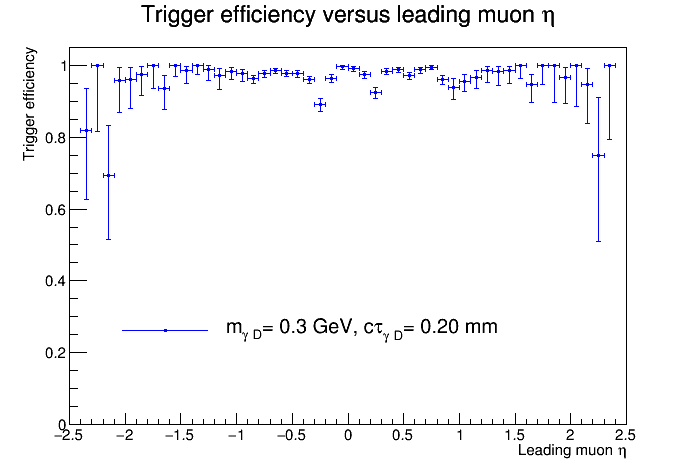 Trigger efficiency versus leading muon η
Trigger efficiency
1
0.8
0.6
0.4
0.2
0
m_γ D = 0.3 GeV, cτ_γ D = 0.20 mm
−2.5 −2 −1.5 −1 −0.5 0 0.5 1 1.5 2 2.5
Leading muon η